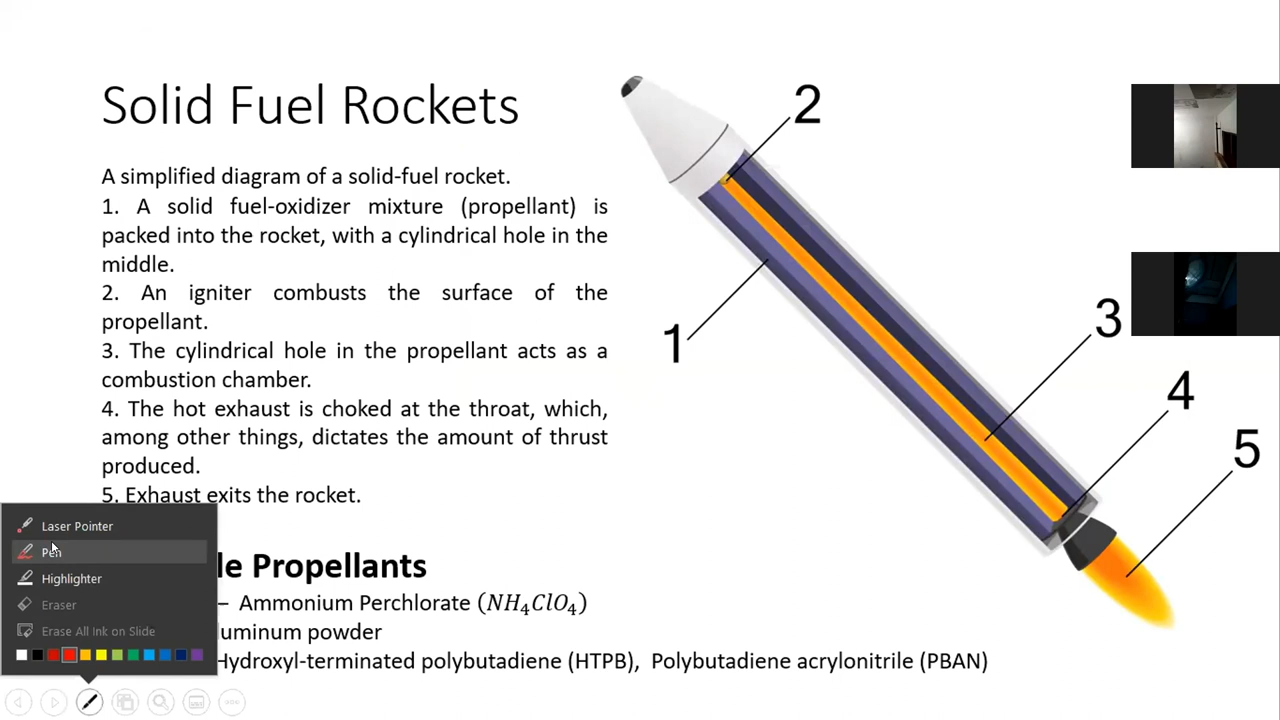 Solid Fuel Rockets
A simplified diagram of a solid-fuel rocket.
1. A solid fuel-oxidizer mixture (propellant) is
packed into the rocket, with a cylindrical hole in the
middle.
2. An igniter combusts the surface of the
propellant.
3. The cylindrical hole in the propellant acts as a
combustion chamber.
4. The hot exhaust is choked at the throat, which,
among other things, dictates the amount of thrust
produced.
5. Exhaust exits the rocket.
2
1
3
4
5
le Propellants
– Ammonium Perchlorate (NH₄ClO₄)
luminum powder
Hydroxyl-terminated polybutadiene (HTPB), Polybutadiene acrylonitrile (PBAN)
Laser Pointer
Pen
Highlighter
Eraser
Erase All Ink on Slide